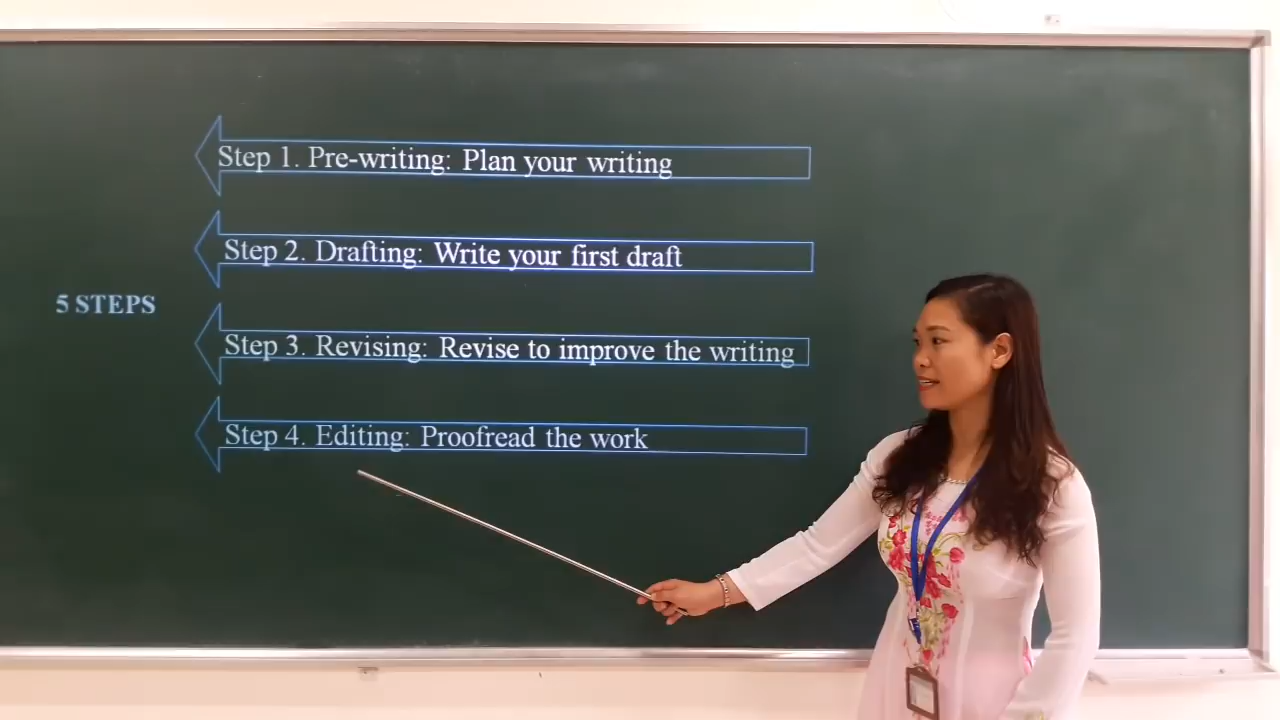 Step 1. Pre-writing: Plan your writing
Step 2. Drafting: Write your first draft
5 STEPS
Step 3. Revising: Revise to improve the writing
Step 4. Editing: Proofread the work